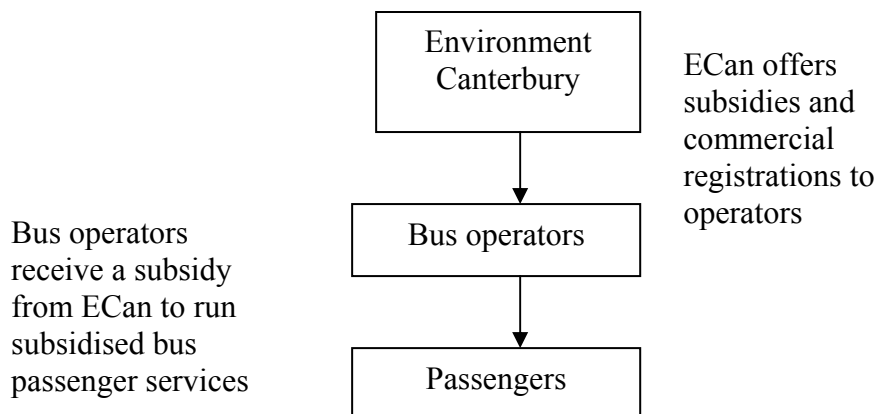 Environment
Canterbury
ECan offers
subsidies and
commercial
registrations to
operators
Bus operators
Bus operators
receive a subsidy
from ECan to run
subsidised bus
passenger services
Passengers